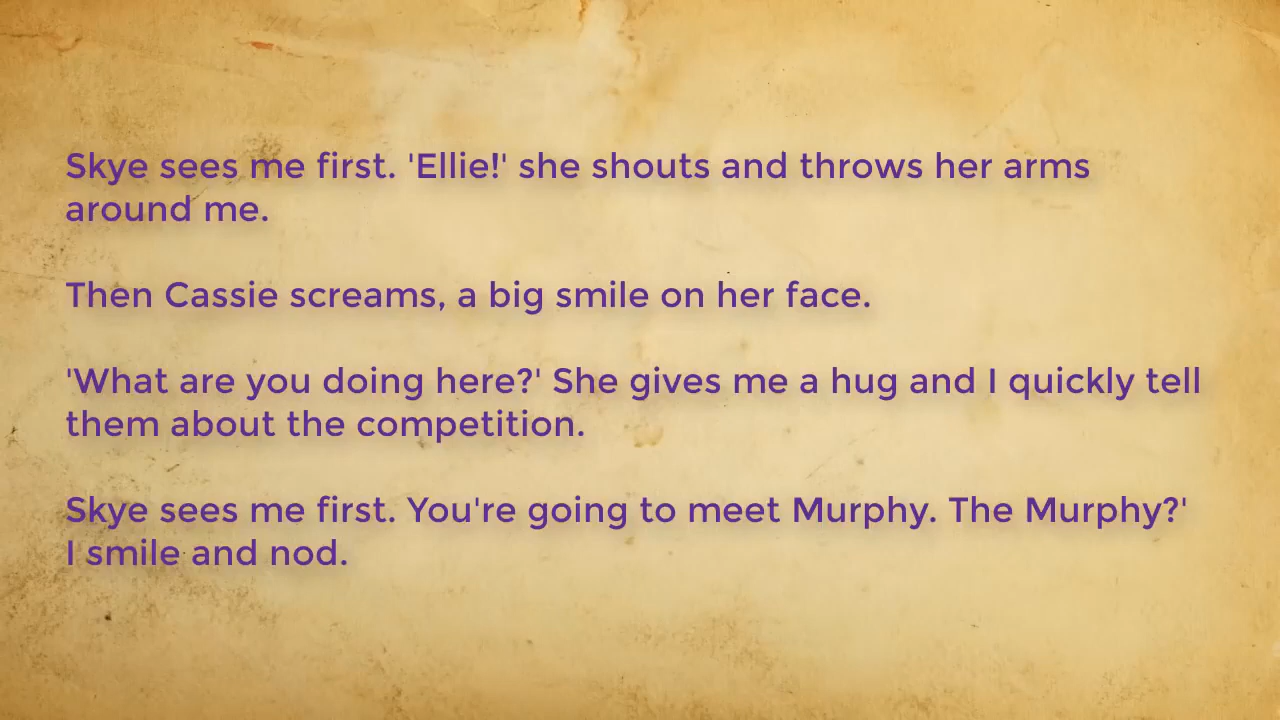 Skye sees me first. 'Ellie!' she shouts and throws her arms
around me.
Then Cassie screams, a big smile on her face.
'What are you doing here?' She gives me a hug and I quickly tell
them about the competition.
Skye sees me first. You're going to meet Murphy. The Murphy?'
I smile and nod.